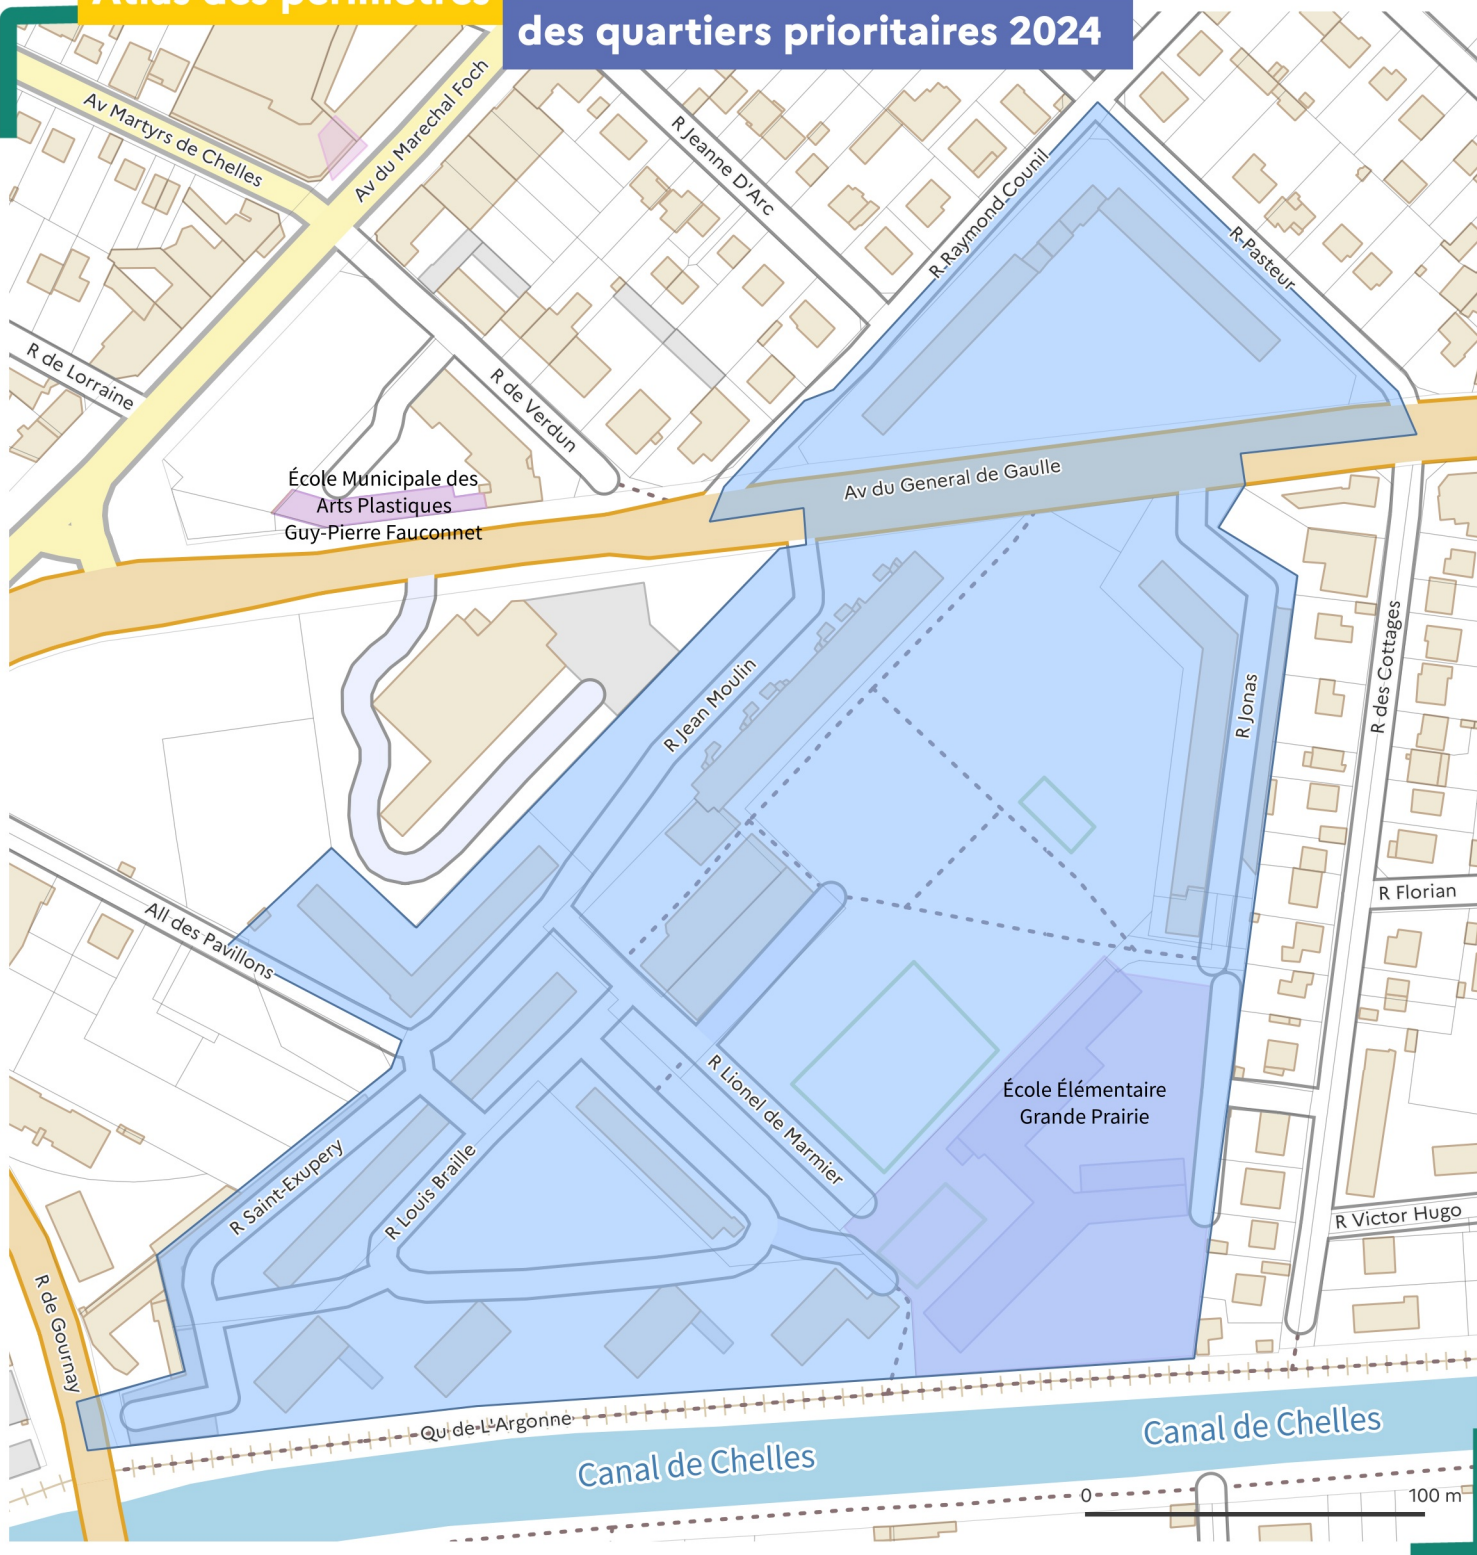 Atlas des périmètres
des quartiers prioritaires 2024
Av Martyrs de Chelles
Av du Marechal Foch
R Jeanne D'Arc
R Raymond Counil
R Pasteur
R de Lorraine
R de Verdun
École Municipale des
Arts Plastiques
Guy-Pierre Fauconnet
Av du General de Gaulle
R Jean Moulin
R Jonas
R des Cottages
R Florian
All des Pavillons
R Lionel de Marmier
École Élémentaire
Grande Prairie
R Saint-Exupery
R Louis Braille
R Victor Hugo
R de Gournay
Qu de L'Argonne
Canal de Chelles
Canal de Chelles
0 100 m